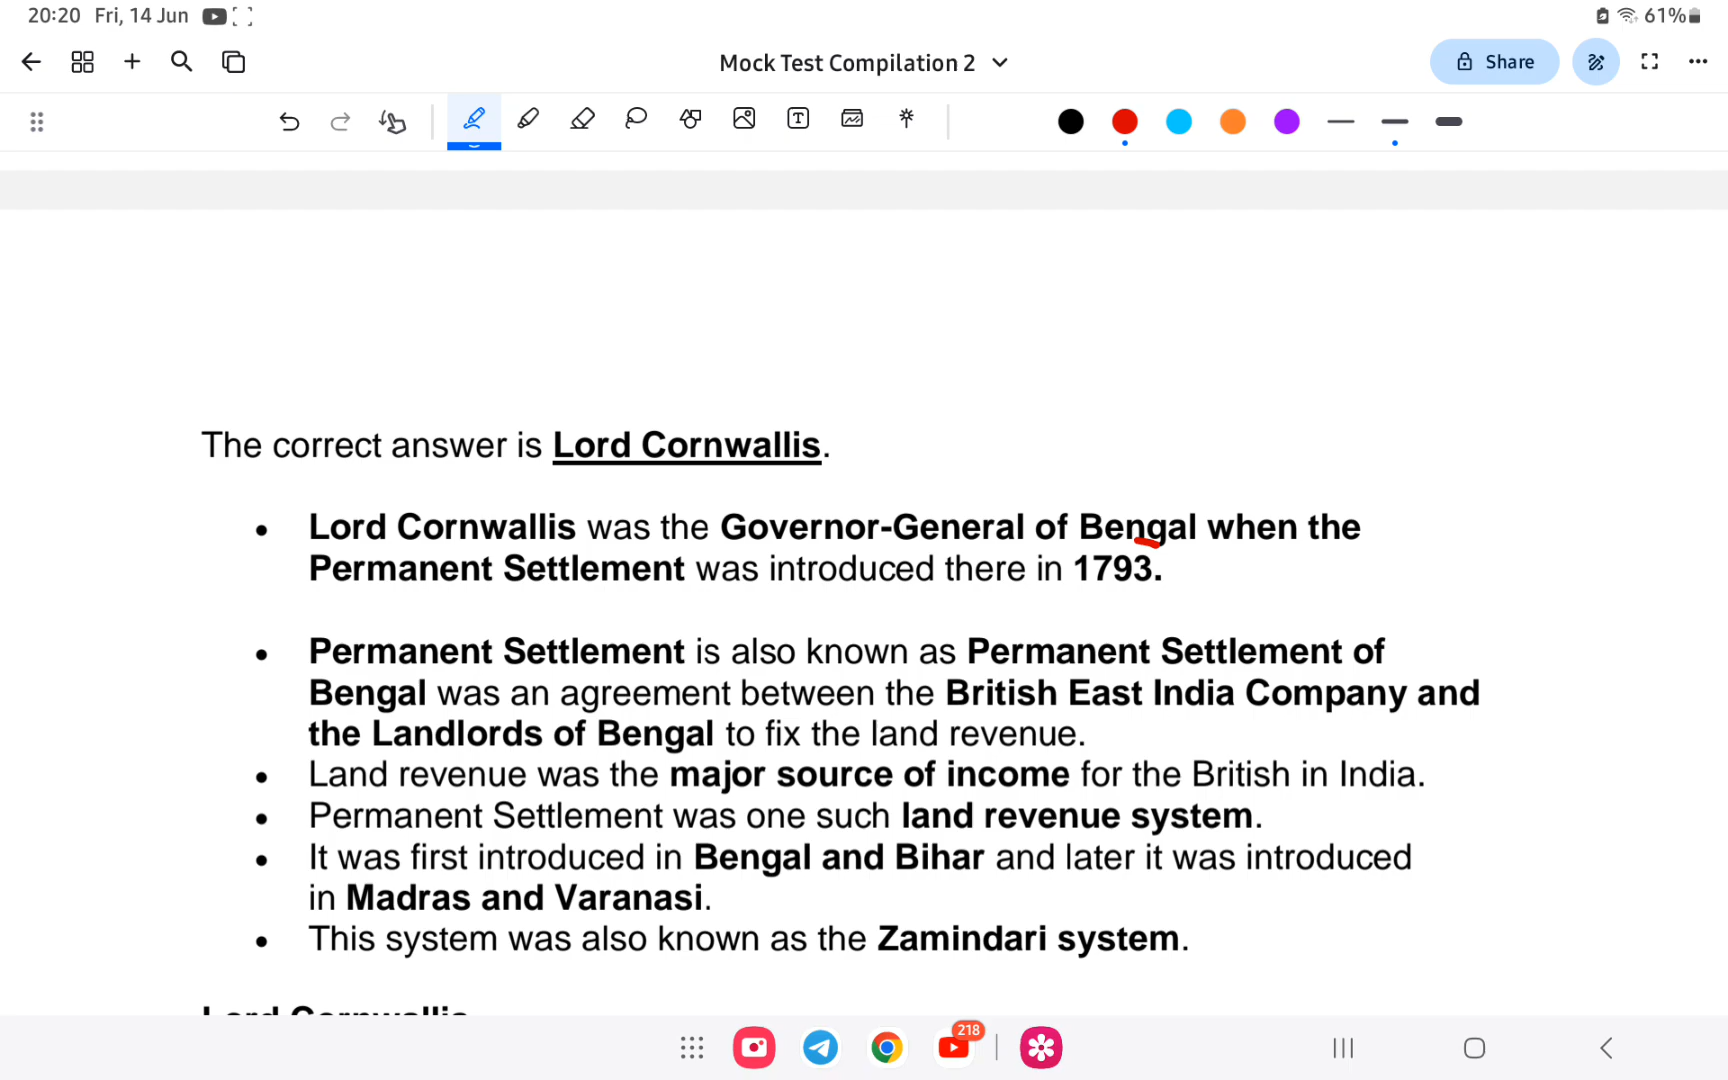 20:20 Fri, 14 Jun
61%
Mock Test Compilation 2
Share
The correct answer is Lord Cornwallis.
• Lord Cornwallis was the Governor-General of Bengal when the
Permanent Settlement was introduced there in 1793.
• Permanent Settlement is also known as Permanent Settlement of
Bengal was an agreement between the British East India Company and
the Landlords of Bengal to fix the land revenue.
• Land revenue was the major source of income for the British in India.
• Permanent Settlement was one such land revenue system.
• It was first introduced in Bengal and Bihar and later it was introduced
in Madras and Varanasi.
• This system was also known as the Zamindari system.
Lord Cornwallis
218